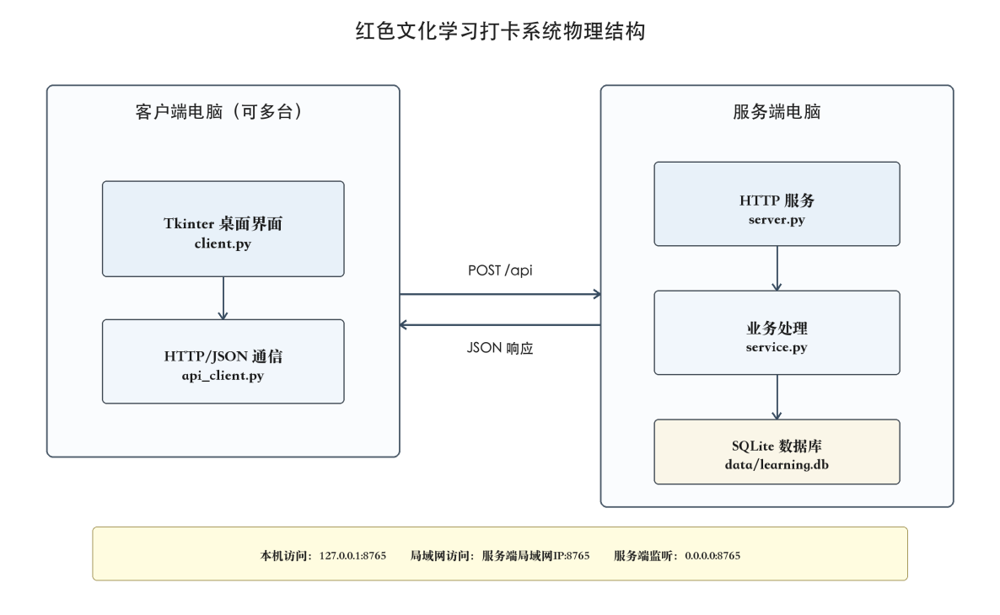 红色文化学习打卡系统物理结构
客户端电脑（可多台）
Tkinter 桌面界面
client.py
HTTP/JSON 通信
api_client.py
POST /api
JSON 响应
服务端电脑
HTTP 服务
server.py
业务处理
service.py
SQLite 数据库
data/learning.db
本机访问：127.0.0.1:8765 局域网访问：服务端局域网IP:8765 服务端监听：0.0.0.0:8765